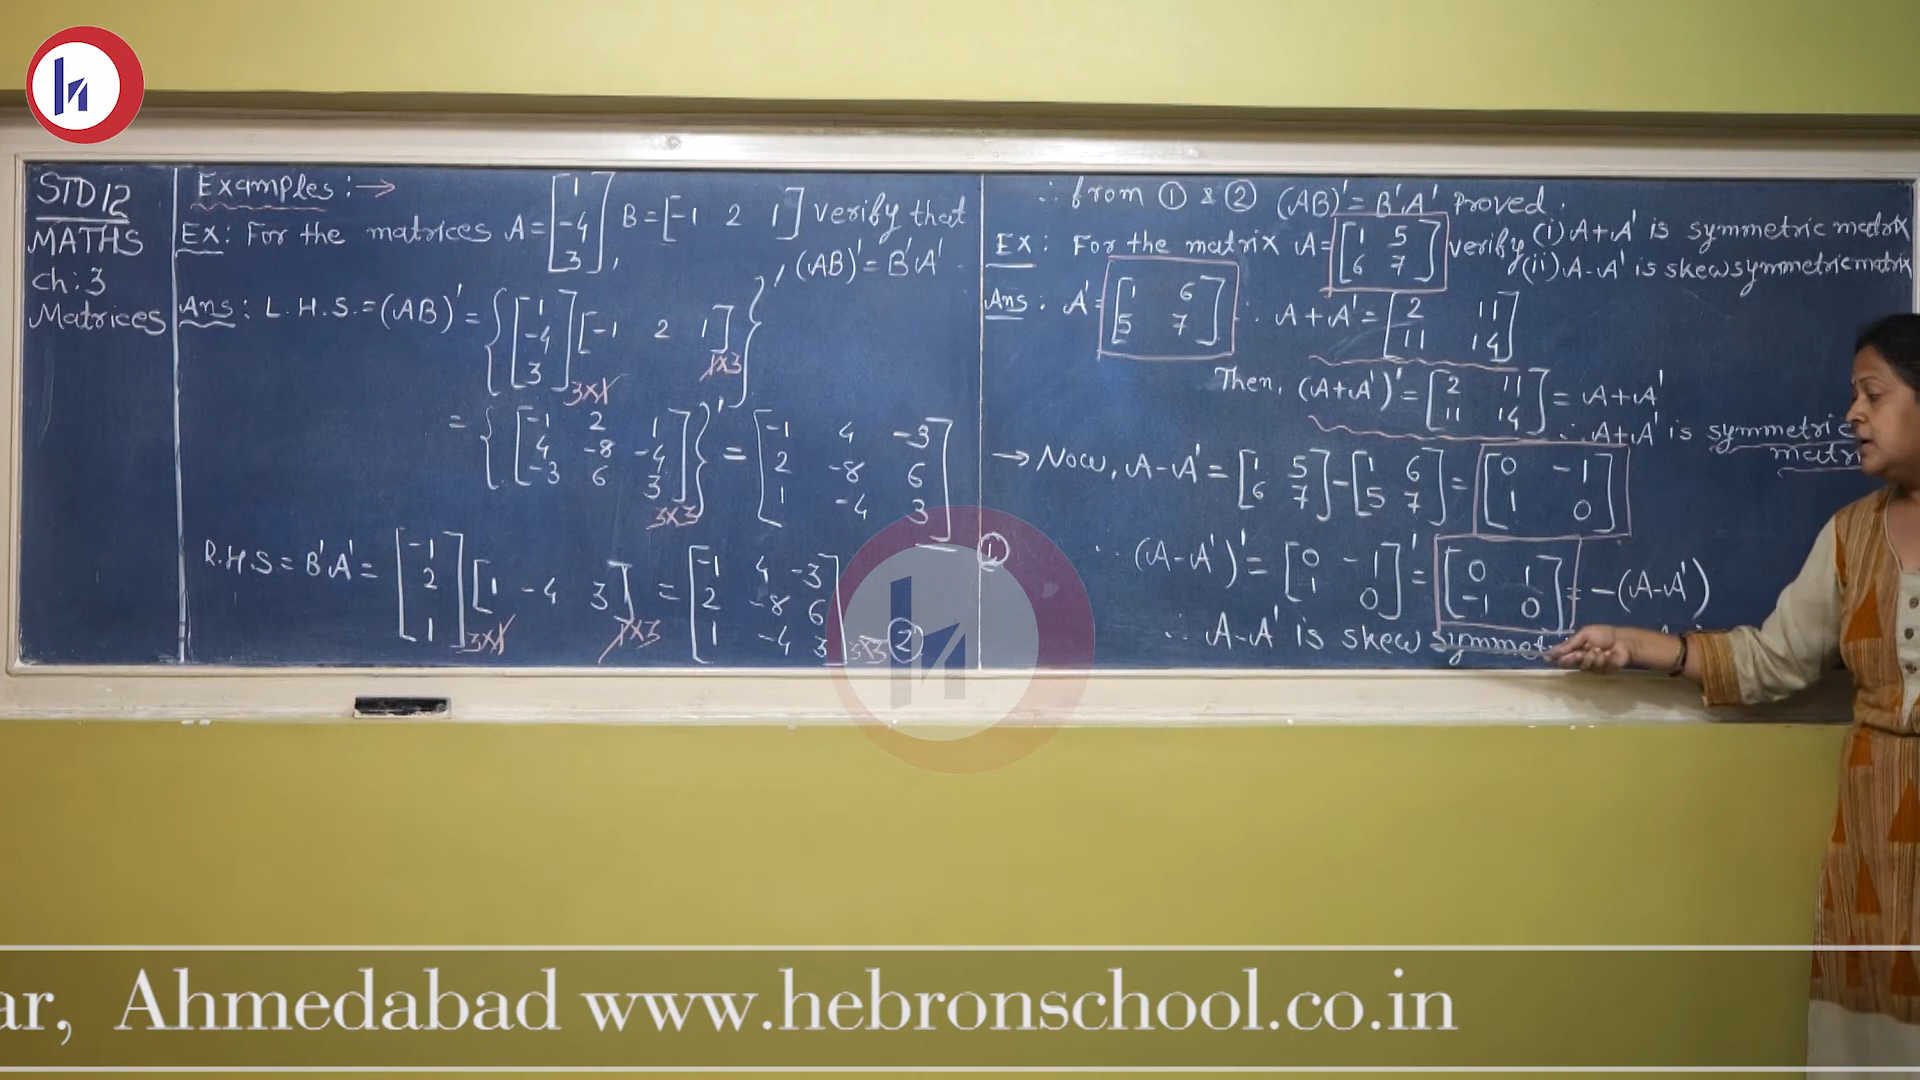 STD 12
MATHS
Ch: 3
Matrices
Examples : →
Ex: For the matrices A = [1 -4 3], B = [-1 2 1] verify that
, (AB)' = B'A'.
Ans : L.H.S. = (AB)' = { [1 -4 3] 3x1 [-1 2 1] 1x3 }'
= { [-1 2 1
4 -8 -4
-3 6 3] 3x3 }' = [-1 4 -3
2 -8 6
1 -4 3] ①
R.H.S = B'A' = [-1 2 1] 3x1 [1 -4 3] 1x3 = [-1 4 -3
2 -8 6
1 -4 3] 3x3 ②
∴ from ① & ② (AB)' = B'A' proved.
Ex : For the matrix A = [1 5
6 7] verify (i) A+A' is symmetric matrix
(ii) A-A' is skew symmetric matrix
Ans : A' = [1 6
5 7] ∴ A+A' = [2 11
11 14]
Then, (A+A')' = [2 11
11 14] = A+A'
∴ A+A' is symmetric
matri
→ Now, A-A' = [1 5
6 7] - [1 6
5 7] = [0 -1
1 0]
∴ (A-A')' = [0 -1
1 0]' = [0 1
-1 0] = -(A-A')
∴ A-A' is skew symmet
ar, Ahmedabad www.hebronschool.co.in